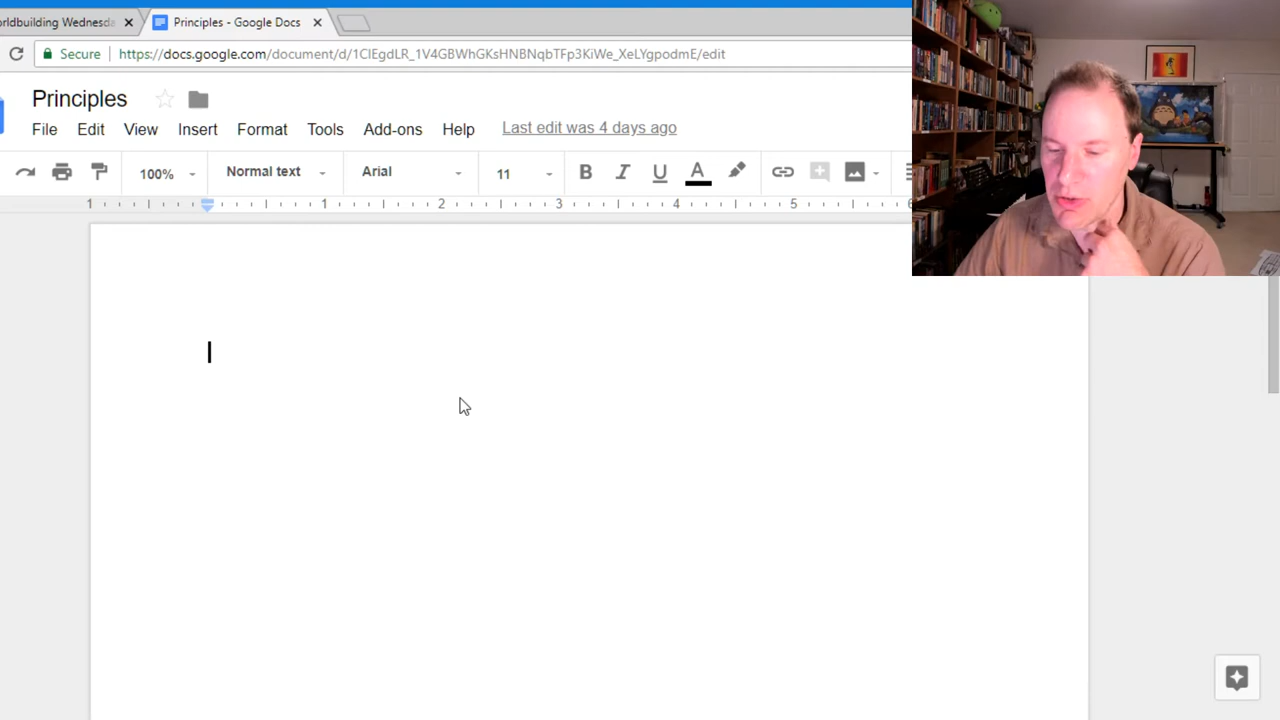 orldbuilding Wednesda
Principles - Google Docs
Secure
https://docs.google.com/document/d/1ClEgdLR_1V4GBWhGKsHNBNqbTFp3KiWe_XeLYgpodmE/edit
Principles
File Edit View Insert Format Tools Add-ons Help Last edit was 4 days ago
100% Normal text Arial 11 B I U A
1 1 2 3 4 5